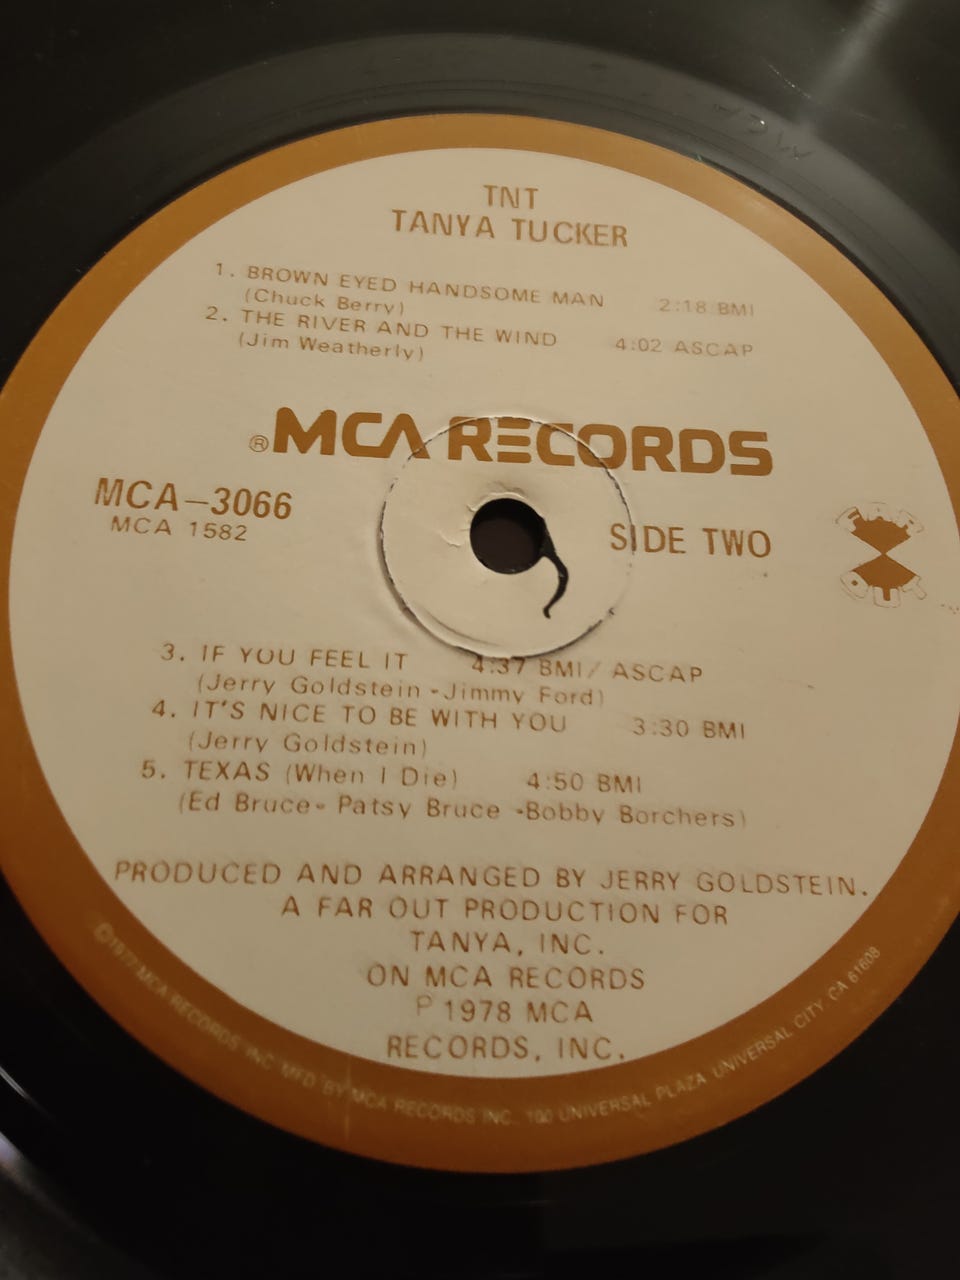 TNT
TANYA TUCKER
1. BROWN EYED HANDSOME MAN 2:18 BMI
(Chuck Berry)
2. THE RIVER AND THE WIND 4:02 ASCAP
(Jim Weatherly)
®MCA RECORDS
MCA-3066
MCA 1582
SIDE TWO
FAR
OUT
3. IF YOU FEEL IT 4:37 BMI/ ASCAP
(Jerry Goldstein - Jimmy Ford)
4. IT'S NICE TO BE WITH YOU 3:30 BMI
(Jerry Goldstein)
5. TEXAS (When I Die) 4:50 BMI
(Ed Bruce - Patsy Bruce - Bobby Borchers)
PRODUCED AND ARRANGED BY JERRY GOLDSTEIN.
A FAR OUT PRODUCTION FOR
TANYA, INC.
ON MCA RECORDS
℗ 1978 MCA
RECORDS, INC.
©1977 MCA RECORDS INC. MFD BY MCA RECORDS INC. 100 UNIVERSAL PLAZA UNIVERSAL CITY, CA 61608